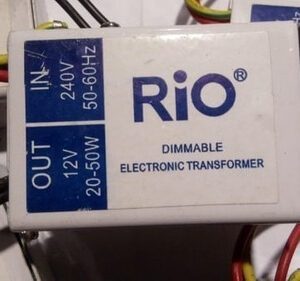 IN
240V
50-60Hz
OUT
12V
20-50W
RiO®
DIMMABLE
ELECTRONIC TRANSFORMER